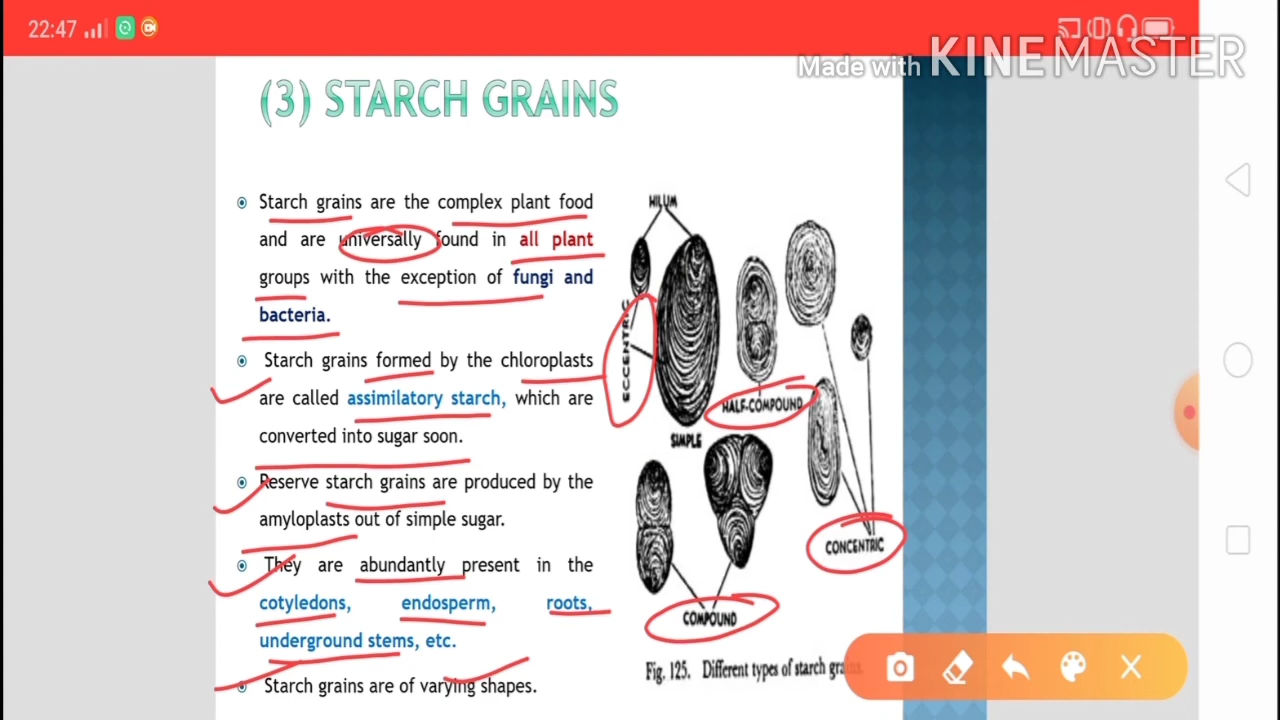 22:47
Made with KINEMASTER
(3) STARCH GRAINS
Starch grains are the complex plant food
and are universally found in all plant
groups with the exception of fungi and
bacteria.
Starch grains formed by the chloroplasts
are called assimilatory starch, which are
converted into sugar soon.
Reserve starch grains are produced by the
amyloplasts out of simple sugar.
They are abundantly present in the
cotyledons, endosperm, roots,
underground stems, etc.
Starch grains are of varying shapes.
HILUM
ECCENTRIC
HALF-COMPOUND
SIMPLE
CONCENTRIC
COMPOUND
Fig. 125. Different types of starch